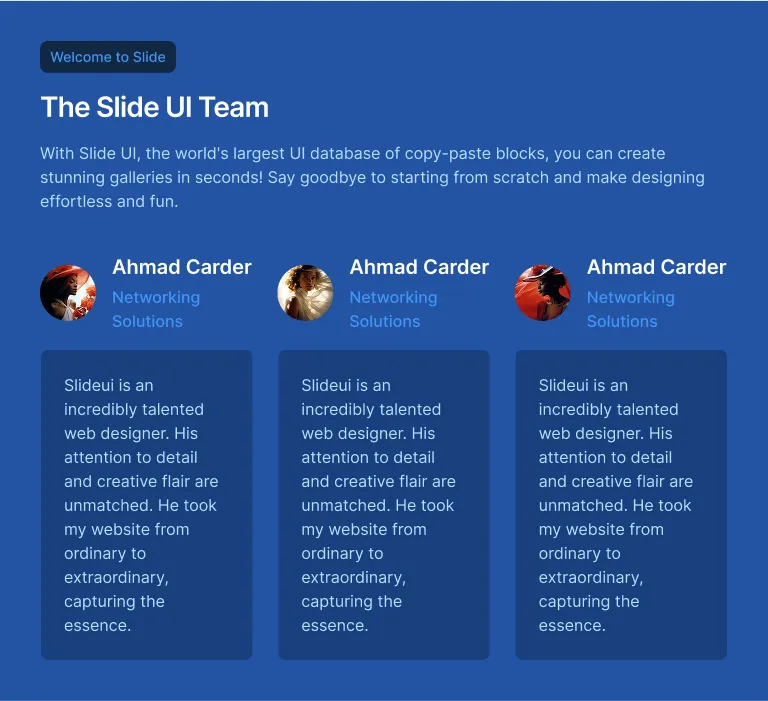 Welcome to Slide
The Slide UI Team
With Slide UI, the world's largest UI database of copy-paste blocks, you can create
stunning galleries in seconds! Say goodbye to starting from scratch and make designing
effortless and fun.
Ahmad Carder
Networking
Solutions
Slideui is an
incredibly talented
web designer. His
attention to detail
and creative flair are
unmatched. He took
my website from
ordinary to
extraordinary,
capturing the
essence.
Ahmad Carder
Networking
Solutions
Slideui is an
incredibly talented
web designer. His
attention to detail
and creative flair are
unmatched. He took
my website from
ordinary to
extraordinary,
capturing the
essence.
Ahmad Carder
Networking
Solutions
Slideui is an
incredibly talented
web designer. His
attention to detail
and creative flair are
unmatched. He took
my website from
ordinary to
extraordinary,
capturing the
essence.